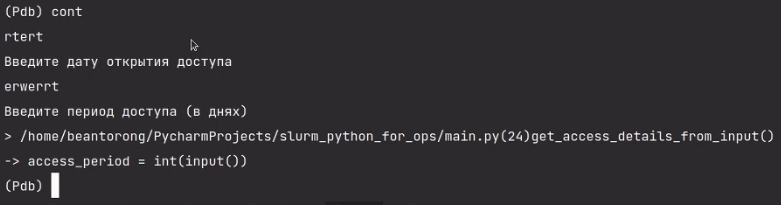 (Pdb) cont
rtert
Введите дату открытия доступа
erwerrt
Введите период доступа (в днях)
> /home/beantorong/PycharmProjects/slurm_python_for_ops/main.py(24)get_access_details_from_input()
-> access_period = int(input())
(Pdb)